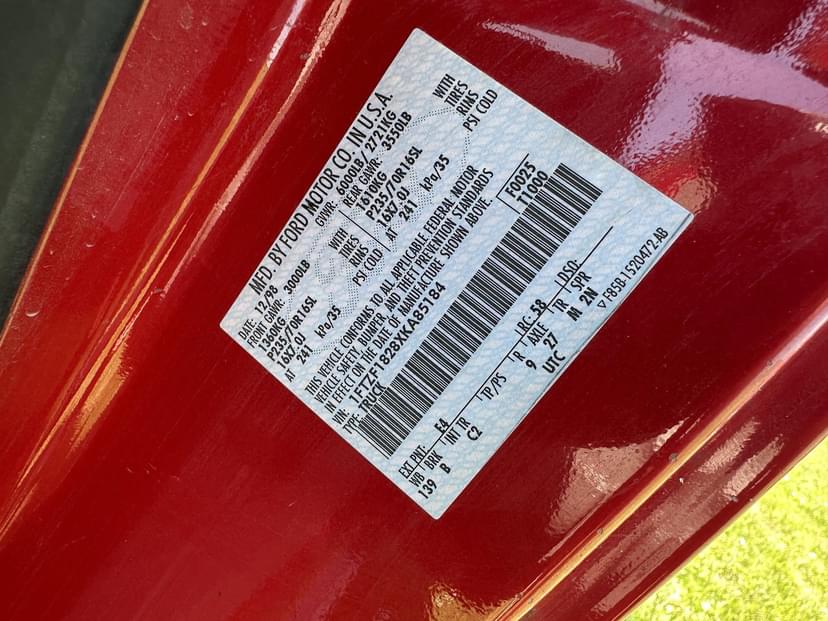 MFD. BY FORD MOTOR CO. IN U.S.A.
DATE: 12/98 GVWR: 6000LB/ 2721KG
FRONT GAWR: 3000LB REAR GAWR: 3550LB
1360KG WITH 1610KG WITH
P235/70R16SL TIRES P235/70R16SL TIRES
16X7.0J RIMS 16X7.0J RIMS
AT 241 kPa/35 PSI COLD AT 241 kPa/35 PSI COLD
THIS VEHICLE CONFORMS TO ALL APPLICABLE FEDERAL MOTOR
VEHICLE SAFETY, BUMPER, AND THEFT PREVENTION STANDARDS
IN EFFECT ON THE DATE OF MANUFACTURE SHOWN ABOVE.
VIN: 1FTZF1828XKA85184 F0025
TYPE: TRUCK T1000
EXT PNT: E4 RC: 58 DSO:
WB BRK INT TR TP/PS R AXLE TR SPR
139 B C2 9 27 M 2N
UTC ▽ F85B-1520472-AB